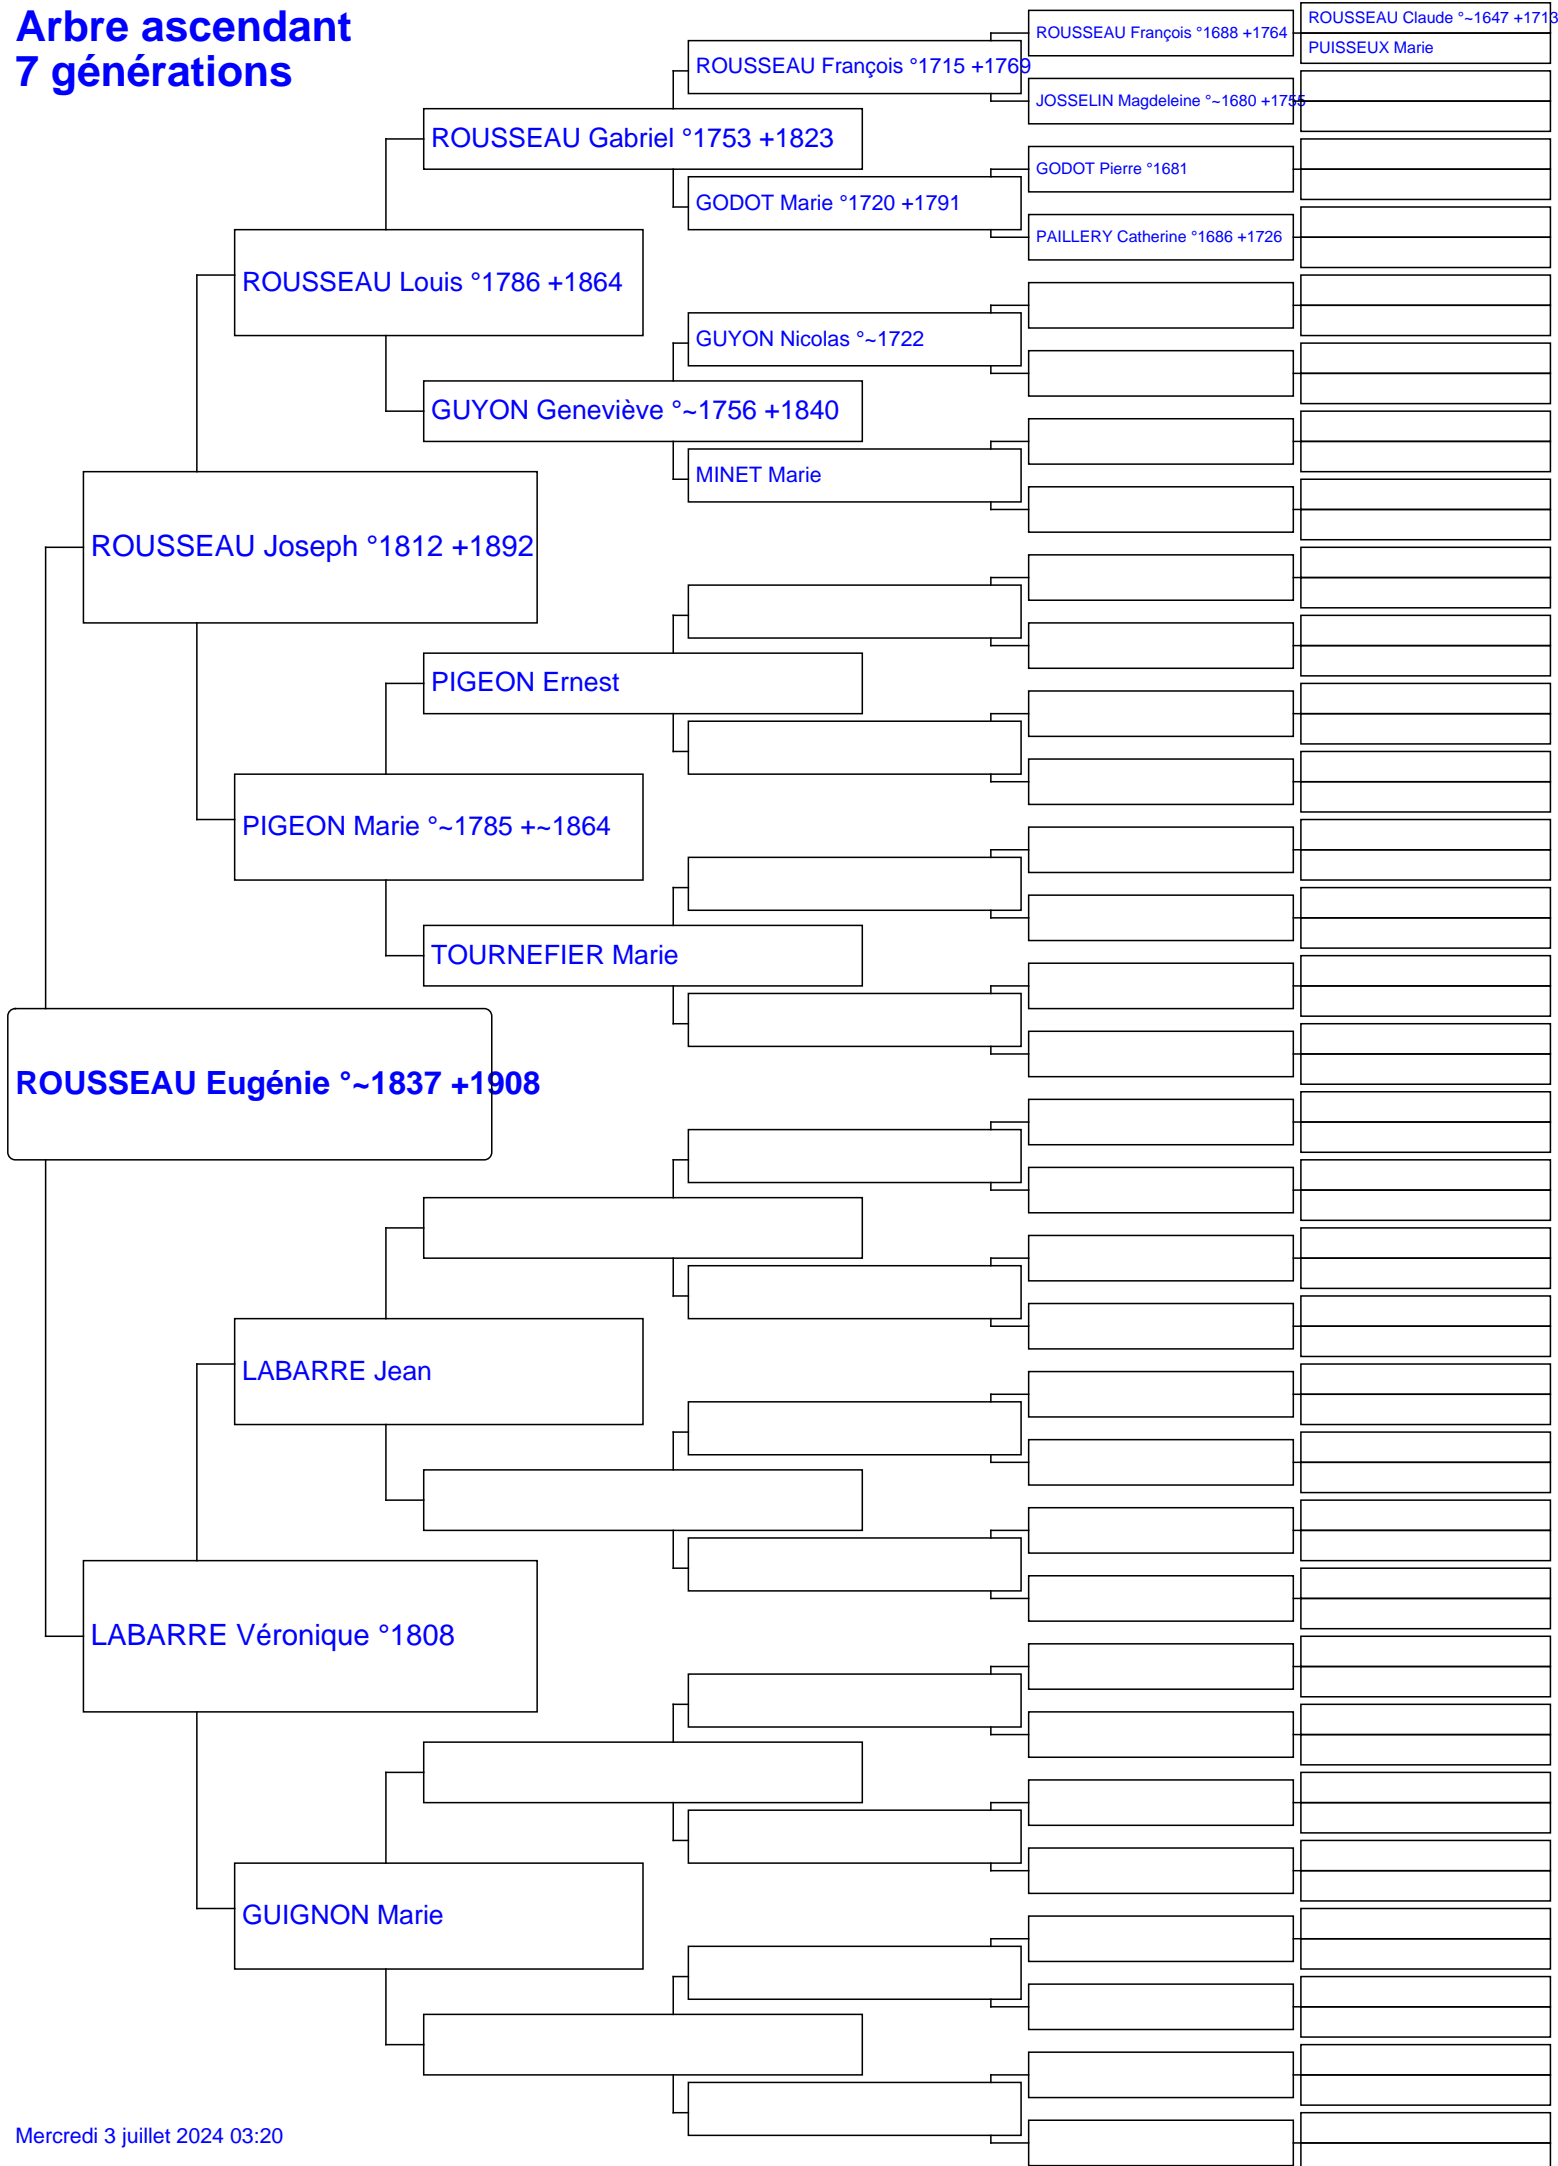 Arbre ascendant
7 générations
ROUSSEAU Claude °~1647 +1713
ROUSSEAU François °1688 +1764
PUISSEUX Marie
ROUSSEAU François °1715 +1769
JOSSELIN Magdeleine °~1680 +1755
ROUSSEAU Gabriel °1753 +1823
GODOT Pierre °1681
GODOT Marie °1720 +1791
PAILLERY Catherine °1686 +1726
ROUSSEAU Louis °1786 +1864
GUYON Nicolas °~1722
GUYON Geneviève °~1756 +1840
MINET Marie
ROUSSEAU Joseph °1812 +1892
PIGEON Ernest
PIGEON Marie °~1785 +~1864
TOURNEFIER Marie
ROUSSEAU Eugénie °~1837 +1908
LABARRE Jean
LABARRE Véronique °1808
GUIGNON Marie
Mercredi 3 juillet 2024 03:20